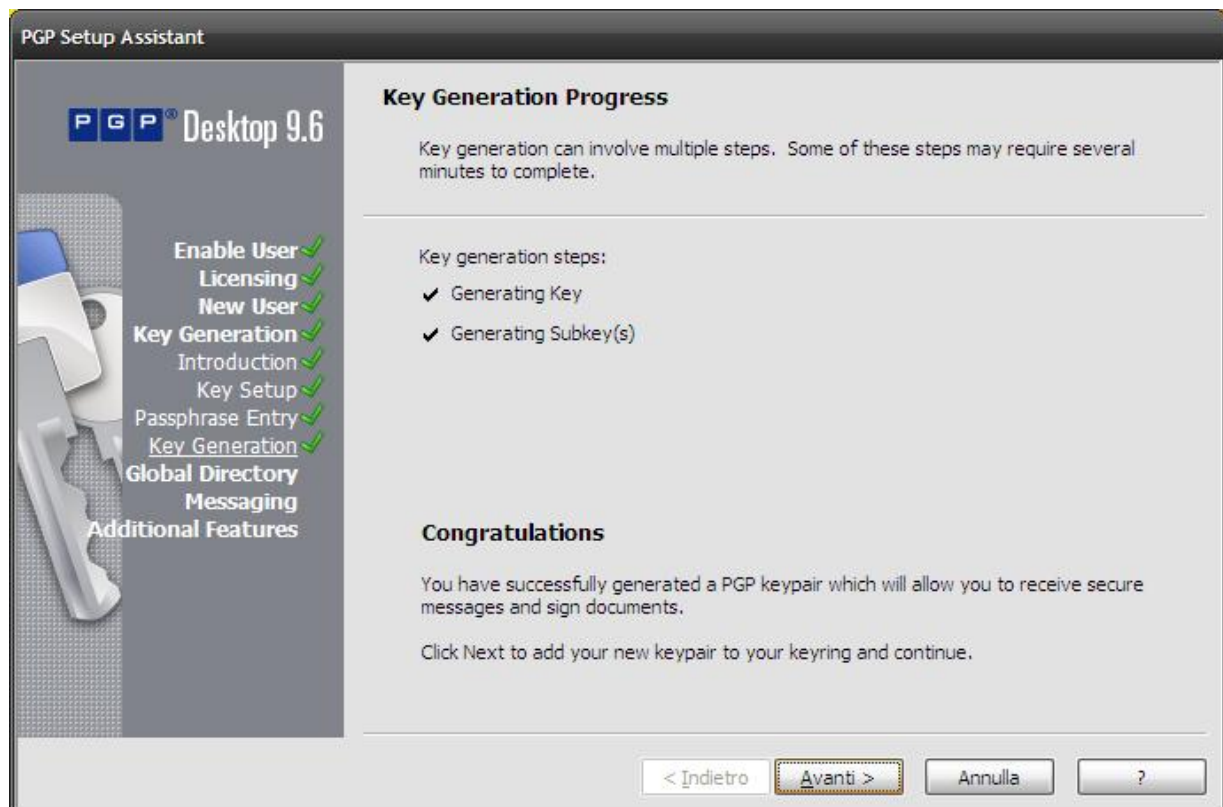 PGP Setup Assistant
PGP® Desktop 9.6
Enable User
Licensing
New User
Key Generation
Introduction
Key Setup
Passphrase Entry
Key Generation
Global Directory
Messaging
Additional Features
Key Generation Progress
Key generation can involve multiple steps. Some of these steps may require several
minutes to complete.
Key generation steps:
Generating Key
Generating Subkey(s)
Congratulations
You have successfully generated a PGP keypair which will allow you to receive secure
messages and sign documents.
Click Next to add your new keypair to your keyring and continue.
< Indietro
Avanti >
Annulla
?